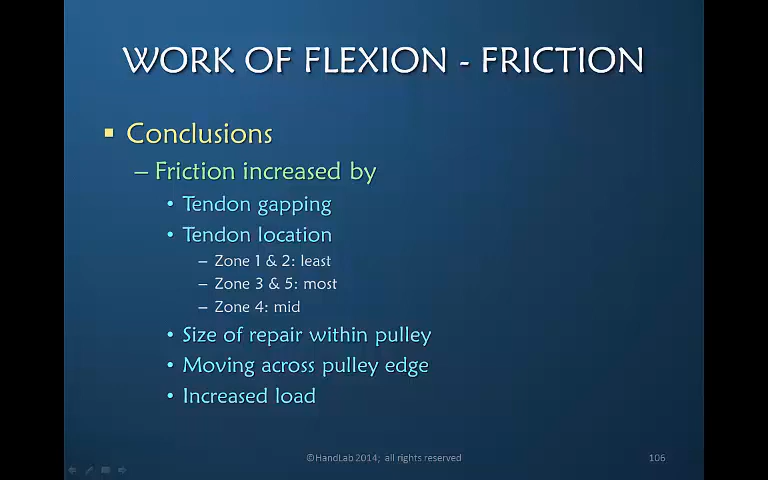 WORK OF FLEXION - FRICTION
▪ Conclusions
– Friction increased by
• Tendon gapping
• Tendon location
– Zone 1 & 2: least
– Zone 3 & 5: most
– Zone 4: mid
• Size of repair within pulley
• Moving across pulley edge
• Increased load
©HandLab 2014; all rights reserved
106